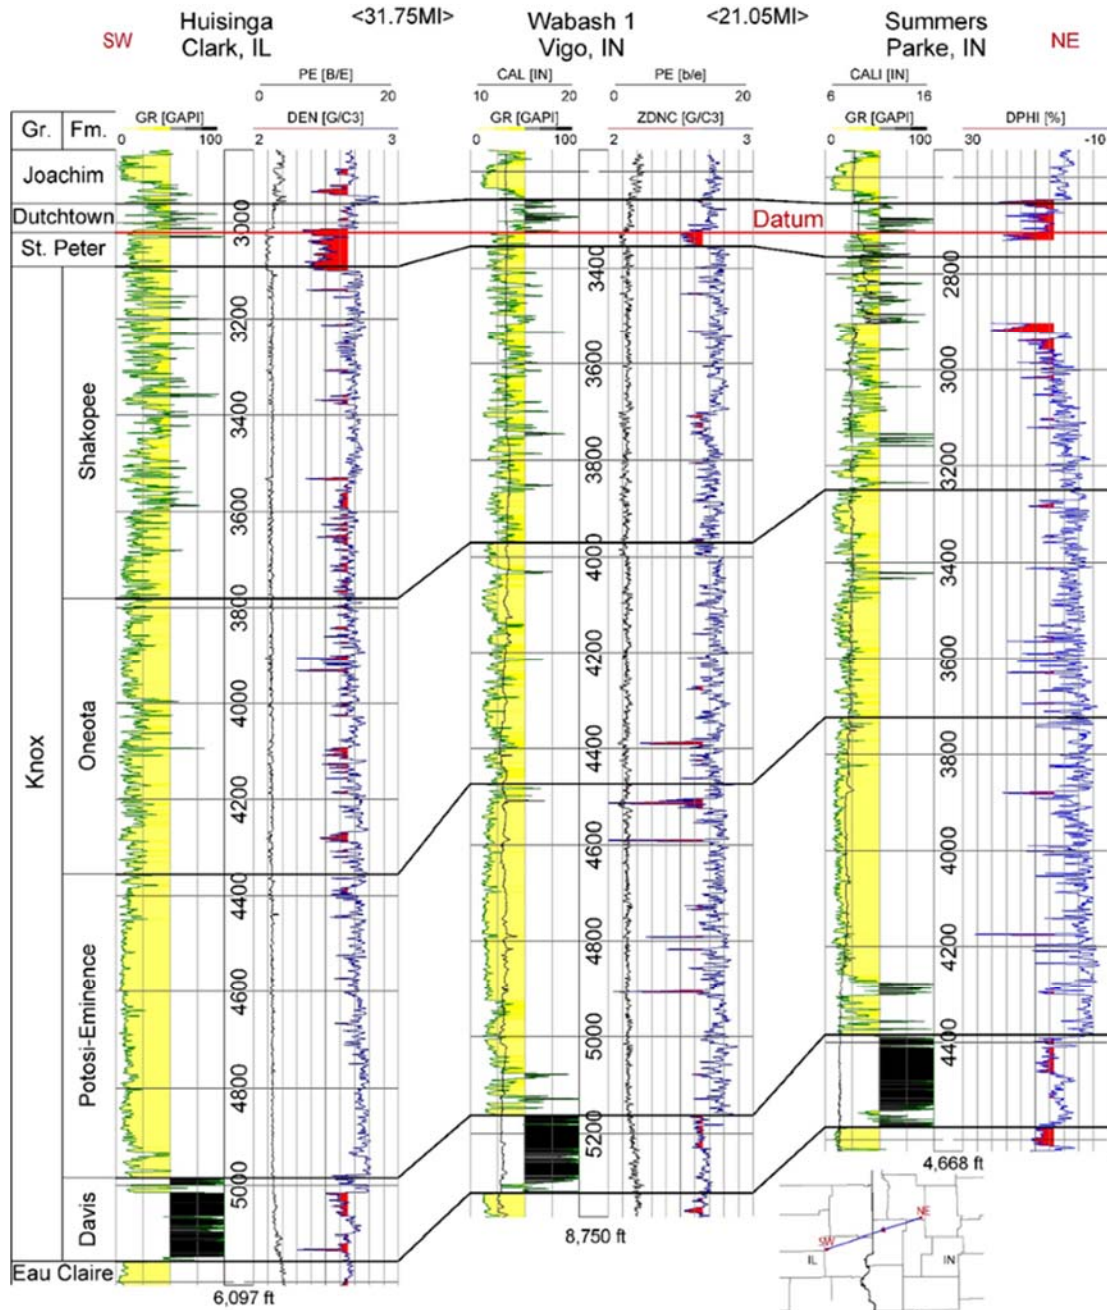 SW
Huisinga
Clark, IL
<31.75MI>
Wabash 1
Vigo, IN
<21.05MI>
Summers
Parke, IN
NE
PE [B/E]
0 20
CAL [IN]
10 20
PE [b/e]
0 20
CALI [IN]
6 16
Gr. Fm.
GR [GAPI]
0 100
DEN [G/C3]
2 3
GR [GAPI]
0 100
ZDNC [G/C3]
2 3
GR [GAPI]
0 100
DPHI [%]
30 -10
Joachim
Dutchtown
St. Peter
Datum
Knox
Shakopee
Oneota
Potosi-Eminence
Davis
Eau Claire
3000
3200
3400
3600
3800
4000
4200
4400
4600
4800
5000
6,097 ft
3400
3600
3800
4000
4200
4400
4600
4800
5000
5200
8,750 ft
2800
3000
3200
3400
3600
3800
4000
4200
4400
4,668 ft
SW
NE
IL
IN